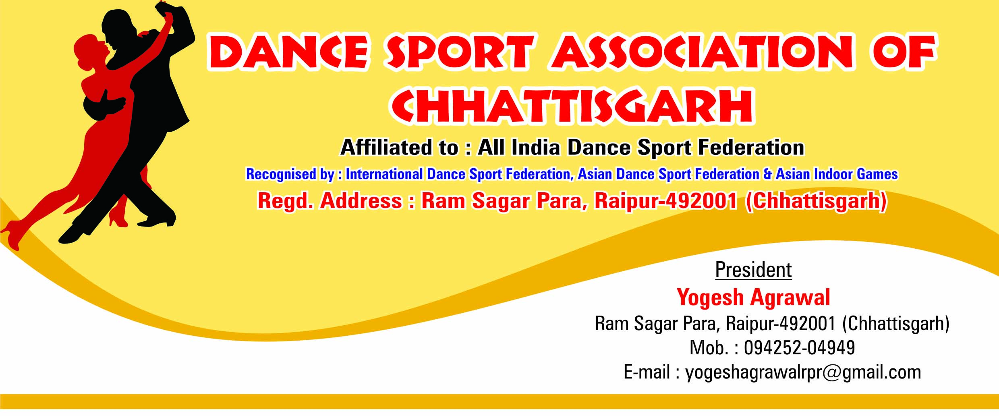 DANCE SPORT ASSOCIATION OF
CHHATTISGARH
Affiliated to : All India Dance Sport Federation
Recognised by : International Dance Sport Federation, Asian Dance Sport Federation & Asian Indoor Games
Regd. Address : Ram Sagar Para, Raipur-492001 (Chhattisgarh)
President
Yogesh Agrawal
Ram Sagar Para, Raipur-492001 (Chhattisgarh)
Mob. : 094252-04949
E-mail : yogeshagrawalrpr@gmail.com